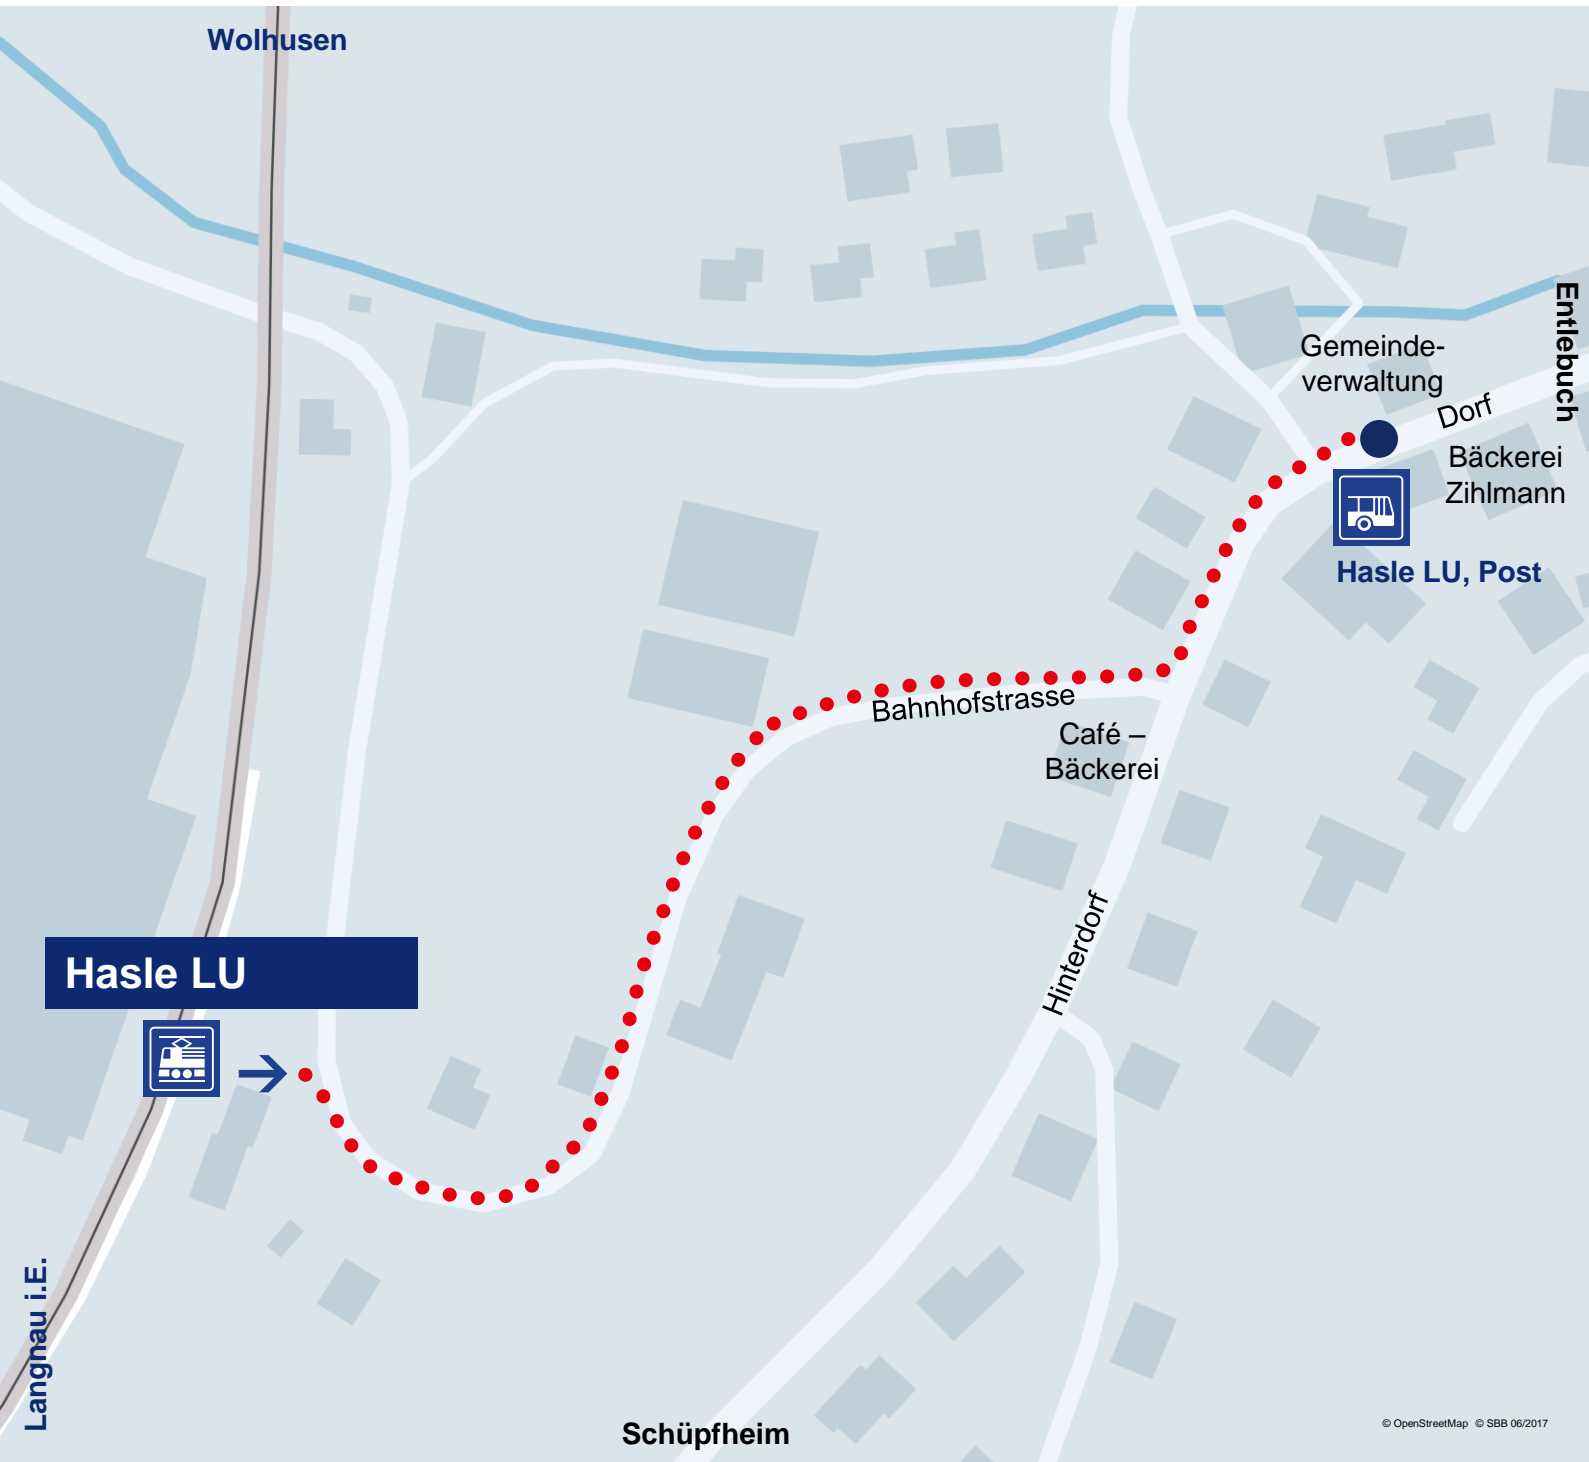 Wolhusen
Entlebuch
Gemeinde-
verwaltung
Dorf
Bäckerei
Zihlmann
Hasle LU, Post
Bahnhofstrasse
Café –
Bäckerei
Hinterdorf
Hasle LU
Langnau i.E.
Schüpfheim
© OpenStreetMap © SBB 06/2017